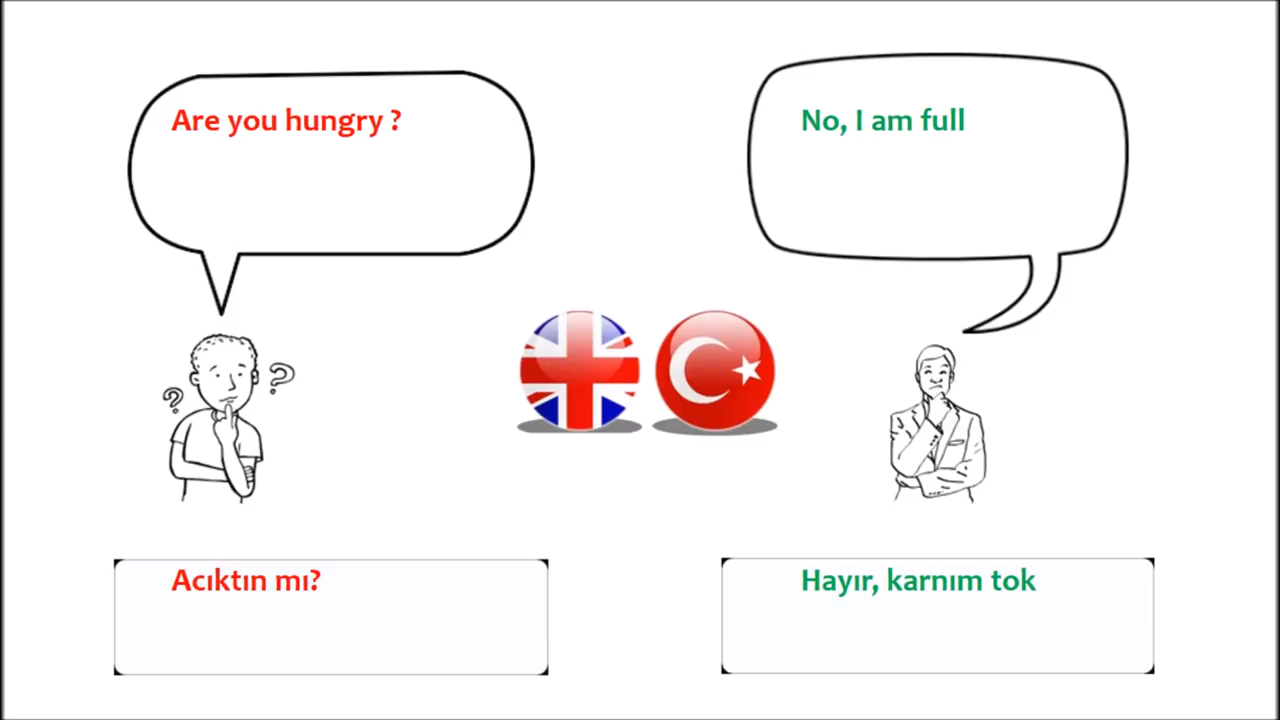 Are you hungry ?
No, I am full
Acıktın mı?
Hayır, karnım tok